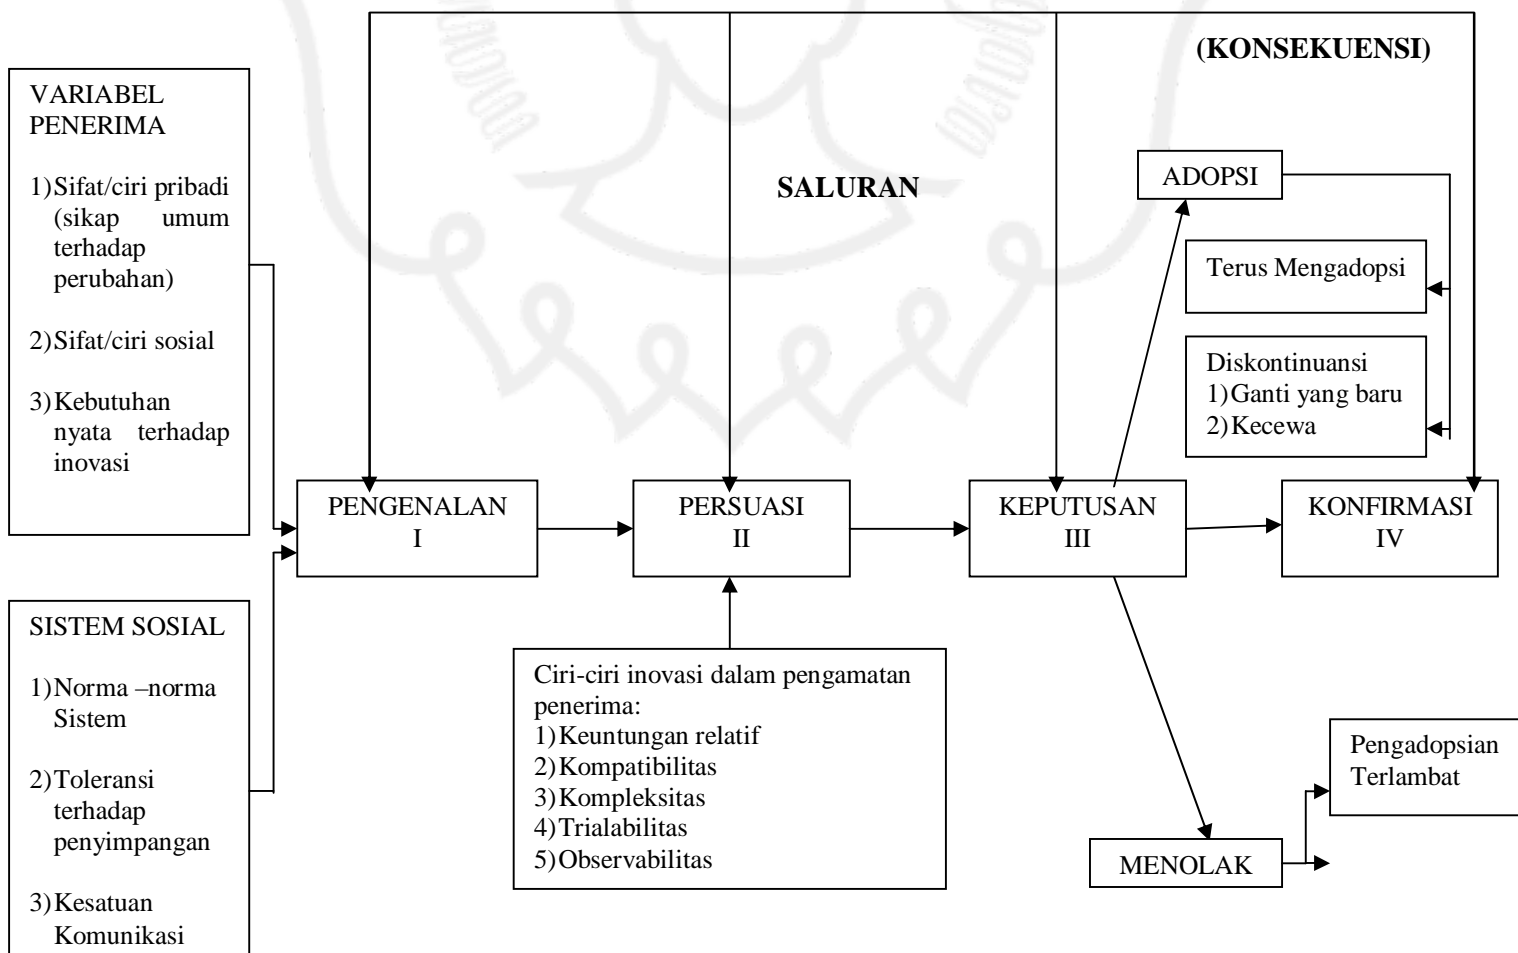 (KONSEKUENSI)
VARIABEL
PENERIMA
1)Sifat/ciri pribadi
(sikap umum
terhadap
perubahan)
2)Sifat/ciri sosial
3)Kebutuhan
nyata terhadap
inovasi
SALURAN
ADOPSI
Terus Mengadopsi
Diskontinuansi
1)Ganti yang baru
2)Kecewa
PENGENALAN
I
PERSUASI
II
KEPUTUSAN
III
KONFIRMASI
IV
SISTEM SOSIAL
1)Norma –norma
Sistem
2)Toleransi
terhadap
penyimpangan
3)Kesatuan
Komunikasi
Ciri-ciri inovasi dalam pengamatan
penerima:
1)Keuntungan relatif
2)Kompatibilitas
3)Kompleksitas
4)Trialabilitas
5)Observabilitas
Pengadopsian
Terlambat
MENOLAK